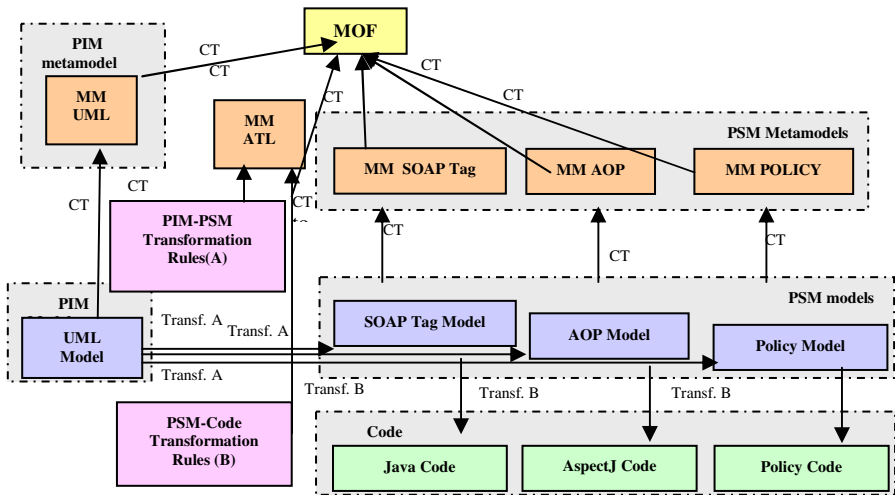 MOF
PIM
metamodel
CT
CT
MM
UML
MM
ATL
CT
CT
PSM Metamodels
MM SOAP Tag
MM AOP
MM POLICY
CT
CT
CT
PIM-PSM
Transformation
Rules(A)
CT
CT
CT
PIM
UML
Model
Transf. A
Transf. A
Transf. A
PSM models
SOAP Tag Model
AOP Model
Policy Model
Transf. B
Transf. B
Transf. B
PSM-Code
Transformation
Rules (B)
Code
Java Code
AspectJ Code
Policy Code